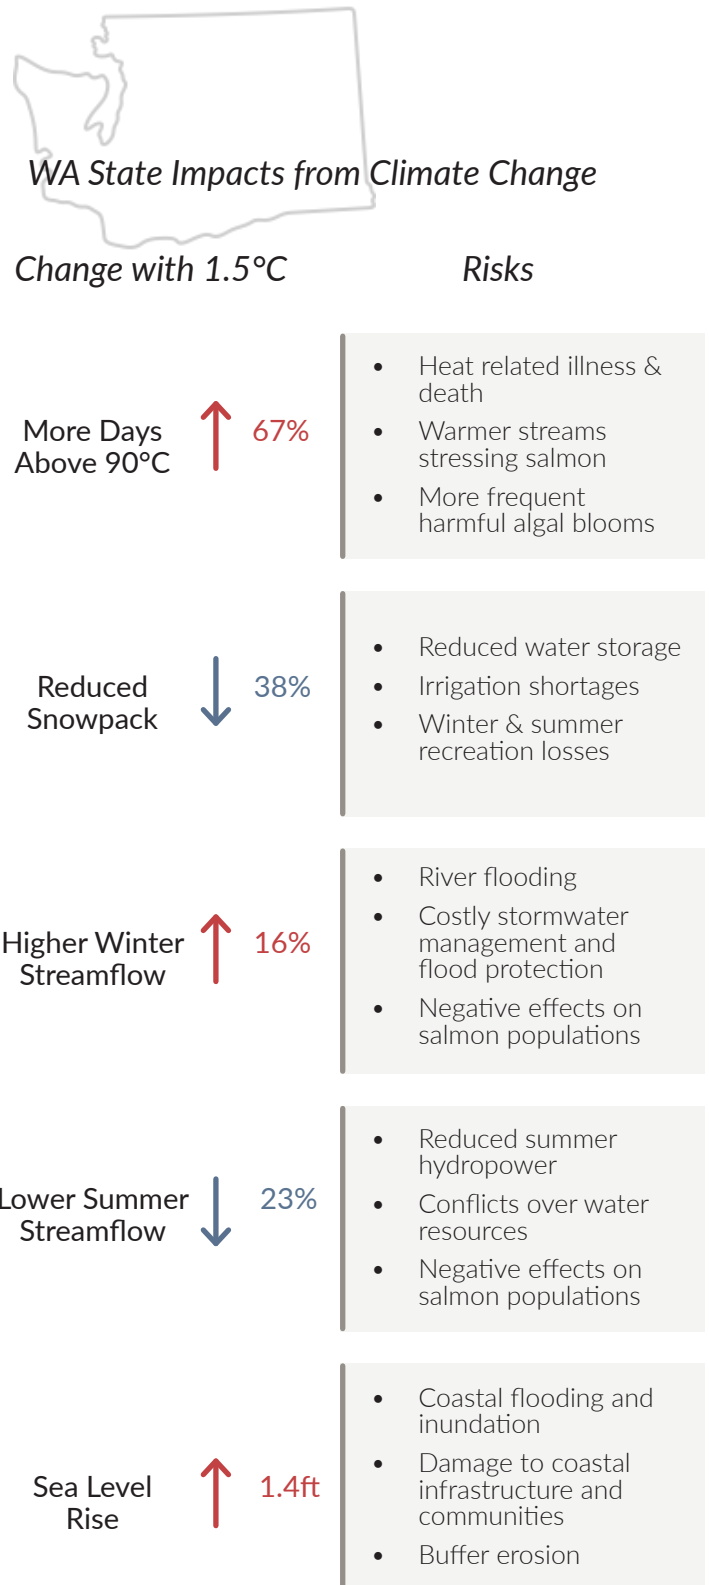 WA State Impacts from Climate Change
Change with 1.5°C
Risks
More Days
Above 90°C
67%
• Heat related illness &
death
• Warmer streams
stressing salmon
• More frequent
harmful algal blooms
Reduced
Snowpack
38%
• Reduced water storage
• Irrigation shortages
• Winter & summer
recreation losses
Higher Winter
Streamflow
16%
• River flooding
• Costly stormwater
management and
flood protection
• Negative effects on
salmon populations
Lower Summer
Streamflow
23%
• Reduced summer
hydropower
• Conflicts over water
resources
• Negative effects on
salmon populations
Sea Level
Rise
1.4ft
• Coastal flooding and
inundation
• Damage to coastal
infrastructure and
communities
• Buffer erosion